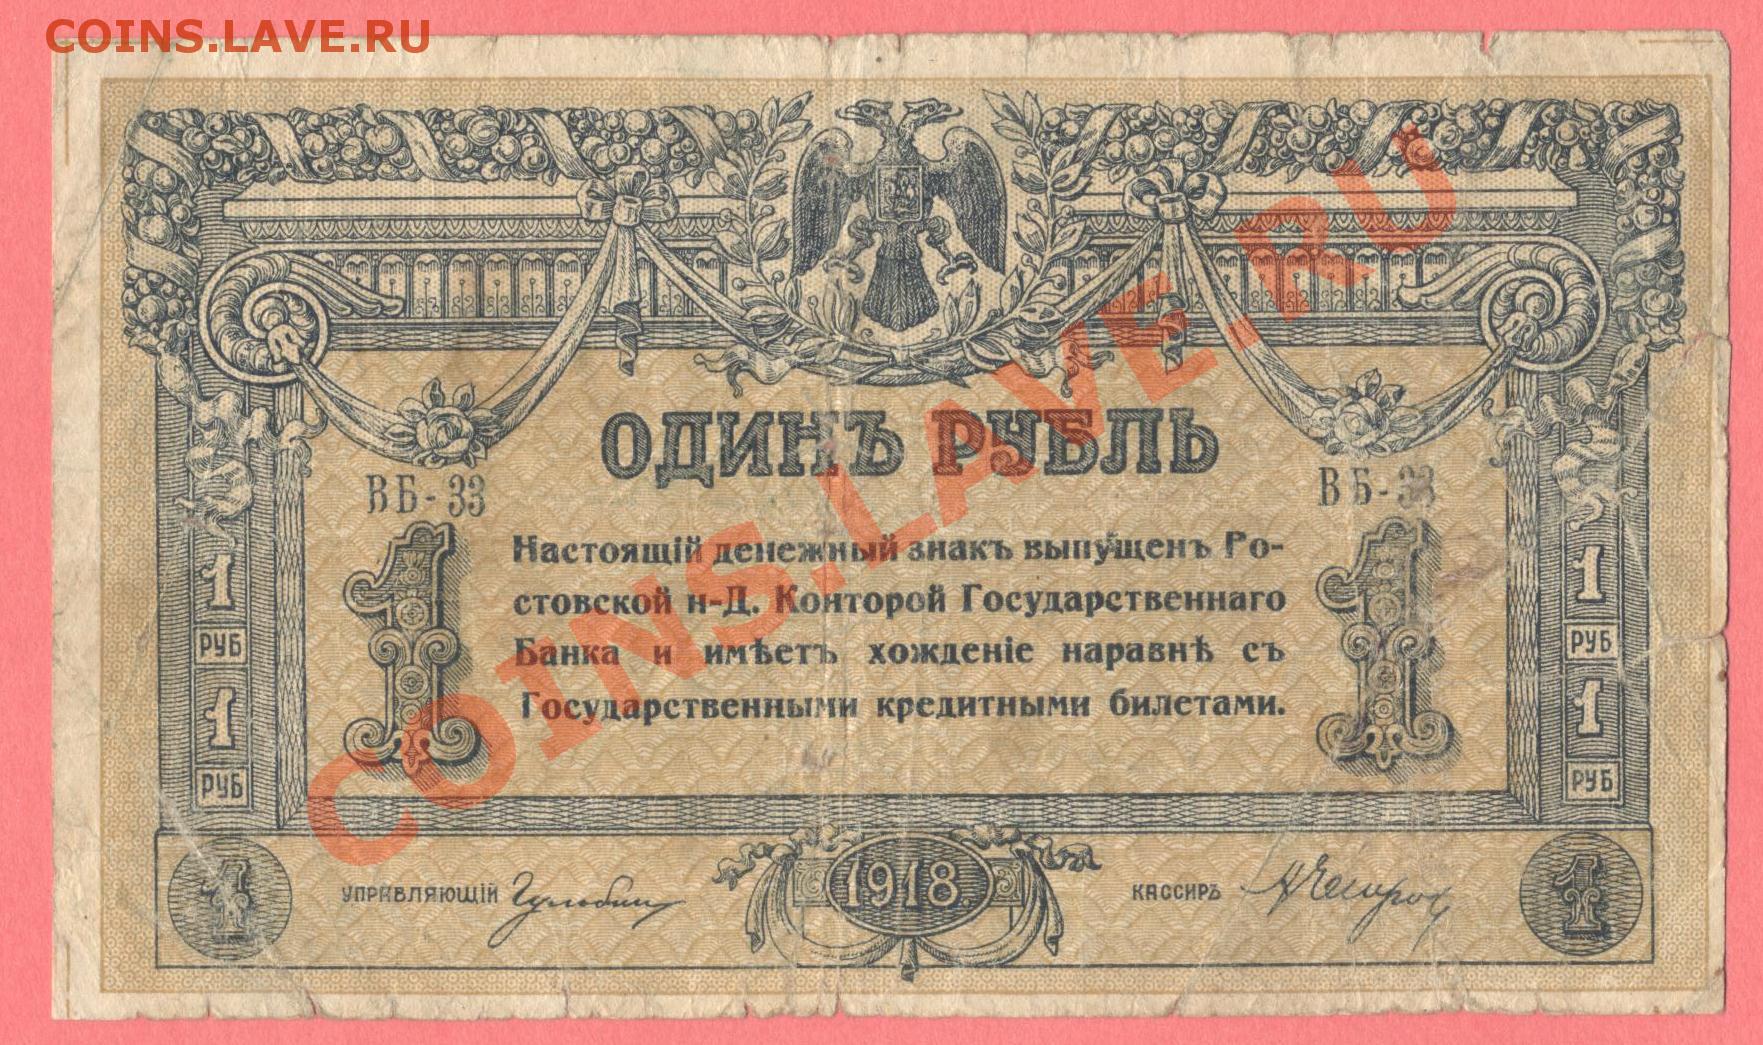 COINS.LAVE.RU
ОДИНЪ РУБЛЬ
ВБ-33 ВБ-33
Настоящій денежный знакъ выпущенъ Ро-
стовской н-Д. Конторой Государственнаго
Банка и имѣетъ хожденіе наравнѣ съ
Государственными кредитными билетами.
1 1
1 1
РУБ РУБ
1 1
РУБ РУБ
COINS.LAVE.RU
1 УПРАВЛЯЮЩІЙ 1918. КАССИРЪ 1